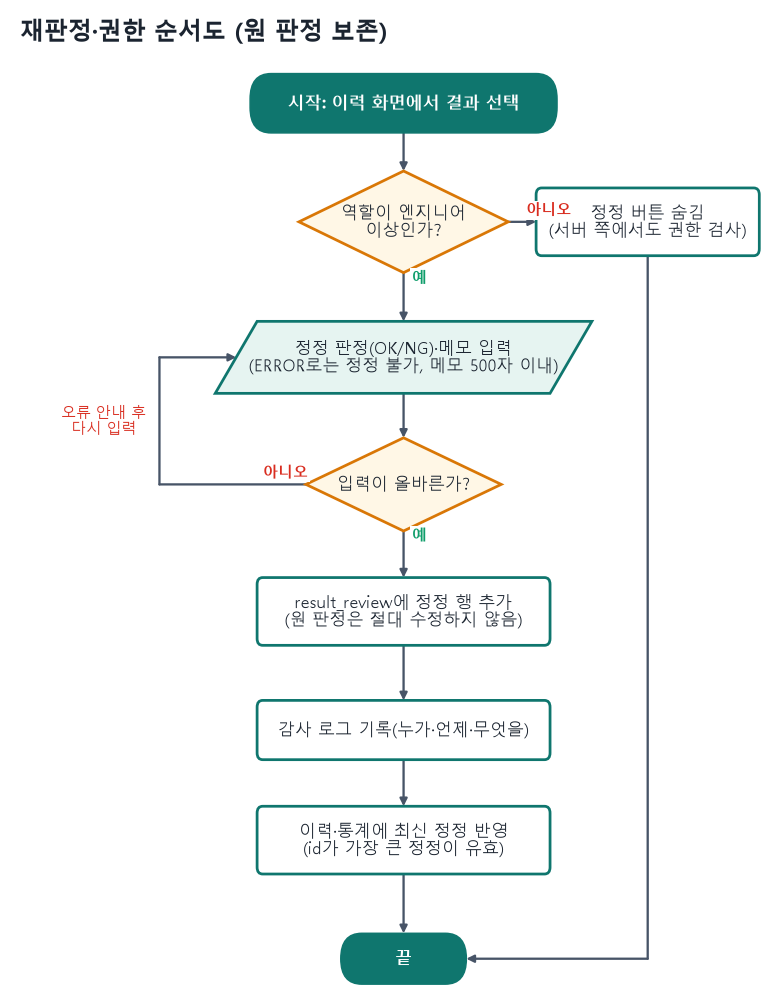 재판정·권한 순서도 (원 판정 보존)
시작: 이력 화면에서 결과 선택
역할이 엔지니어
이상인가?
아니오
정정 버튼 숨김
(서버 쪽에서도 권한 검사)
예
정정 판정(OK/NG)·메모 입력
(ERROR로는 정정 불가, 메모 500자 이내)
오류 안내 후
다시 입력
아니오
입력이 올바른가?
예
result_review에 정정 행 추가
(원 판정은 절대 수정하지 않음)
감사 로그 기록(누가·언제·무엇을)
이력·통계에 최신 정정 반영
(id가 가장 큰 정정이 유효)
끝